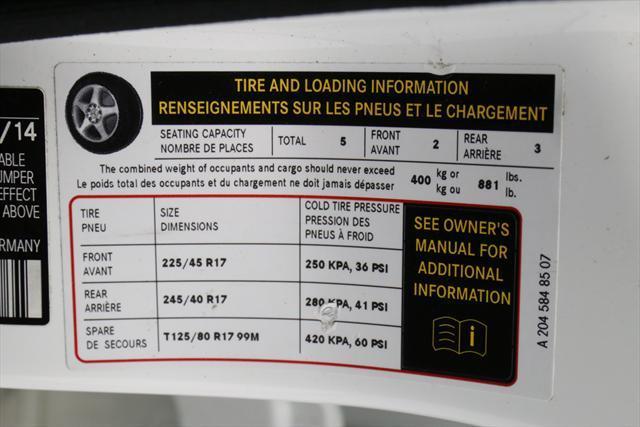 /14
ABLE
UMPER
EFFECT
ABOVE
ERMANY
TIRE AND LOADING INFORMATION
RENSEIGNEMENTS SUR LES PNEUS ET LE CHARGEMENT
SEATING CAPACITY
NOMBRE DE PLACES
TOTAL 5
FRONT
AVANT 2
REAR
ARRIÈRE 3
The combined weight of occupants and cargo should never exceed
Le poids total des occupants et du chargement ne doit jamais dépasser
400 kg or
kg ou
881 lbs.
lb.
TIRE
PNEU
SIZE
DIMENSIONS
COLD TIRE PRESSURE
PRESSION DES
PNEUS À FROID
FRONT
AVANT
225/45 R17
250 KPA, 36 PSI
REAR
ARRIÈRE
245/40 R17
280 KPA, 41 PSI
SPARE
DE SECOURS
T125/80 R17 99M
420 KPA, 60 PSI
SEE OWNER'S
MANUAL FOR
ADDITIONAL
INFORMATION
i
A 204 584 85 07